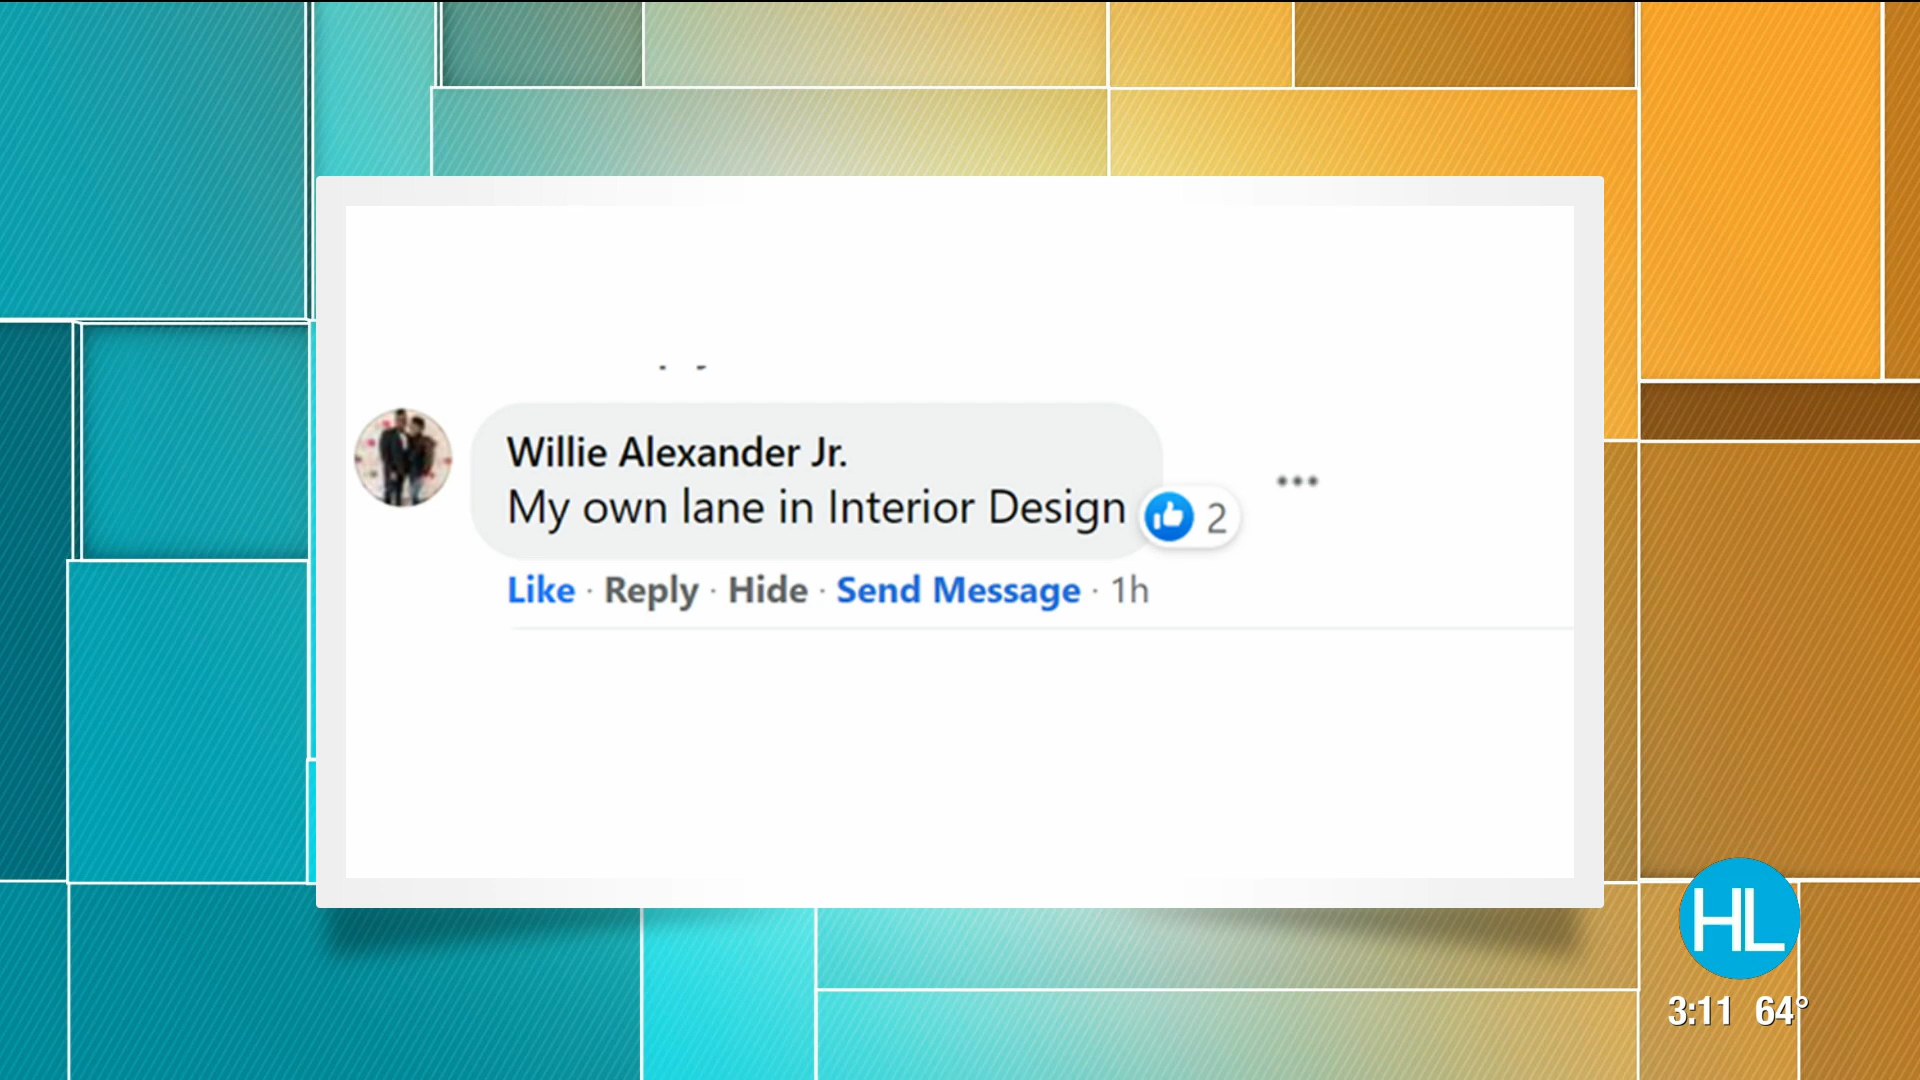 Willie Alexander Jr.
My own lane in Interior Design
2
Like · Reply · Hide · Send Message · 1h
HL
3:11 64°